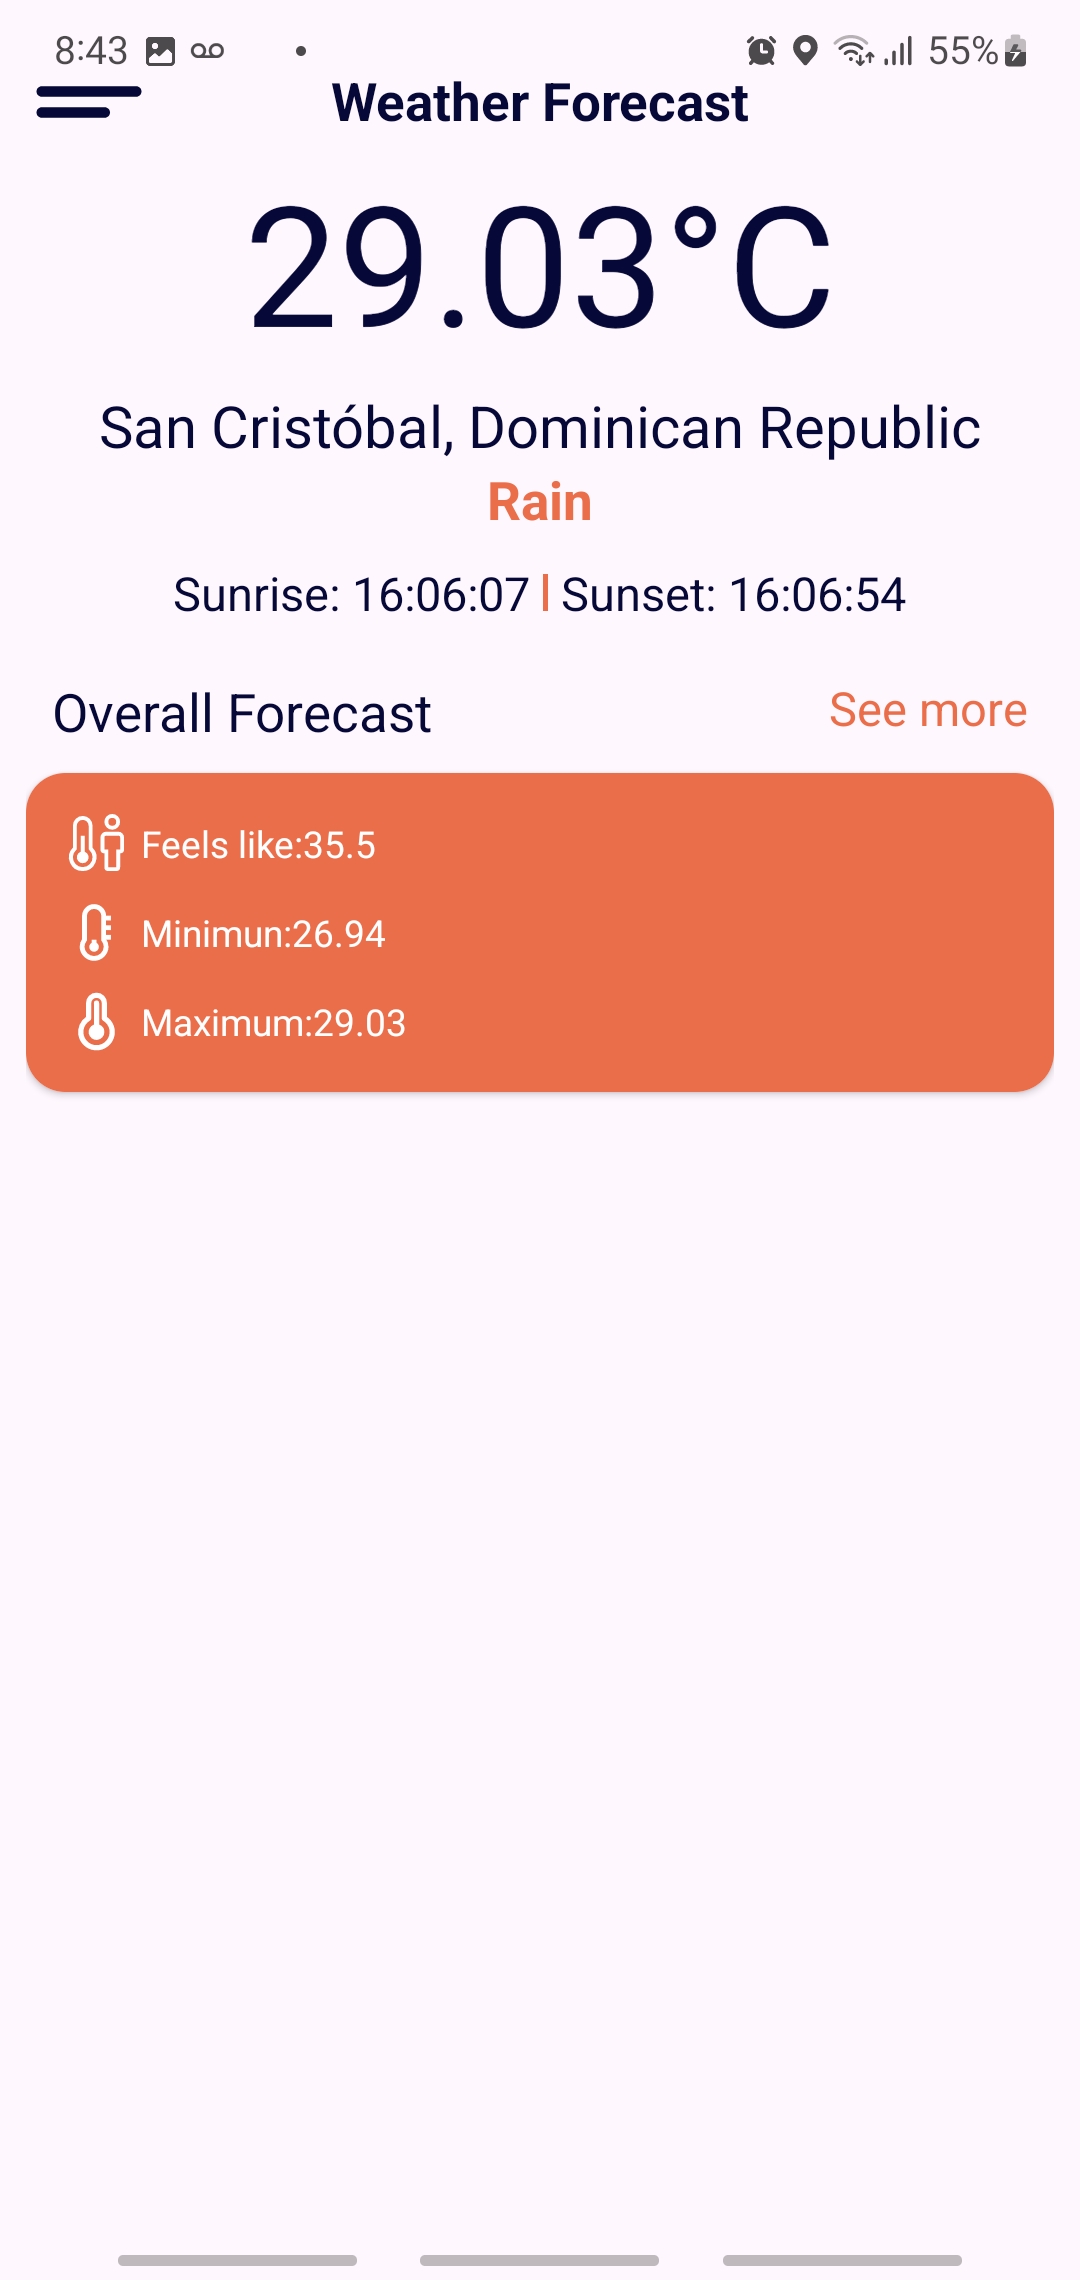 8:43 55%
Weather Forecast
29.03°C
San Cristóbal, Dominican Republic
Rain
Sunrise: 16:06:07 | Sunset: 16:06:54
Overall Forecast See more
Feels like:35.5
Minimun:26.94
Maximum:29.03